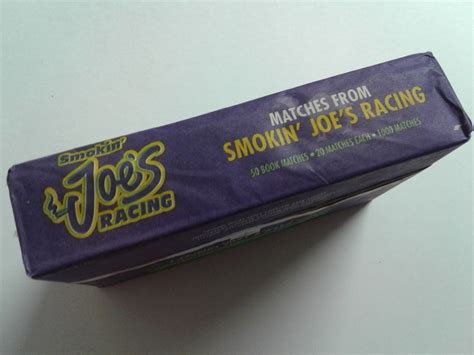 Smokin'
Joe's
RACING
MATCHES FROM
SMOKIN' JOE'S RACING
50 BOOK MATCHES • 20 MATCHES EACH • 1000 MATCHES